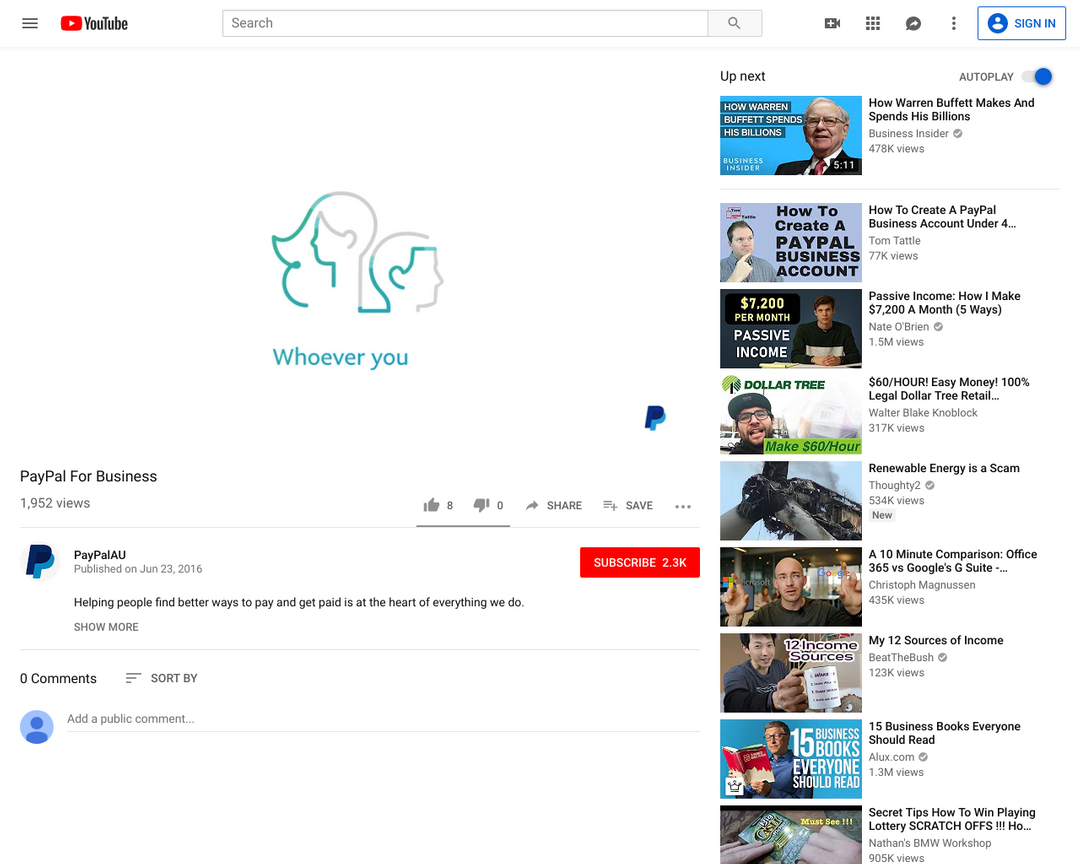 YouTube
Search
SIGN IN
Whoever you
PayPal For Business
1,952 views
8
0
SHARE
SAVE
PayPalAU
Published on Jun 23, 2016
SUBSCRIBE 2.3K
Helping people find better ways to pay and get paid is at the heart of everything we do.
SHOW MORE
0 Comments
SORT BY
Add a public comment...
Up next
AUTOPLAY
HOW WARREN
BUFFETT SPENDS
HIS BILLIONS
BUSINESS
INSIDER
5:11
How Warren Buffett Makes And
Spends His Billions
Business Insider
478K views
Tom
Tattle
How To
Create A
PAYPAL
BUSINESS
ACCOUNT
How To Create A PayPal
Business Account Under 4...
Tom Tattle
77K views
$7,200
PER MONTH
PASSIVE
INCOME
Passive Income: How I Make
$7,200 A Month (5 Ways)
Nate O'Brien
1.5M views
DOLLAR TREE
Make $60/Hour
$60/HOUR! Easy Money! 100%
Legal Dollar Tree Retail...
Walter Blake Knoblock
317K views
Renewable Energy is a Scam
Thoughty2
534K views
New
Microsoft
Google
A 10 Minute Comparison: Office
365 vs Google's G Suite -...
Christoph Magnussen
435K views
12 Income
Sources
My 12 Sources of Income
BeatTheBush
123K views
15 BUSINESS
BOOKS
EVERYONE
SHOULD READ
15 Business Books Everyone
Should Read
Alux.com
1.3M views
Must See !!!
Secret Tips How To Win Playing
Lottery SCRATCH OFFS !!! Ho...
Nathan's BMW Workshop
905K views